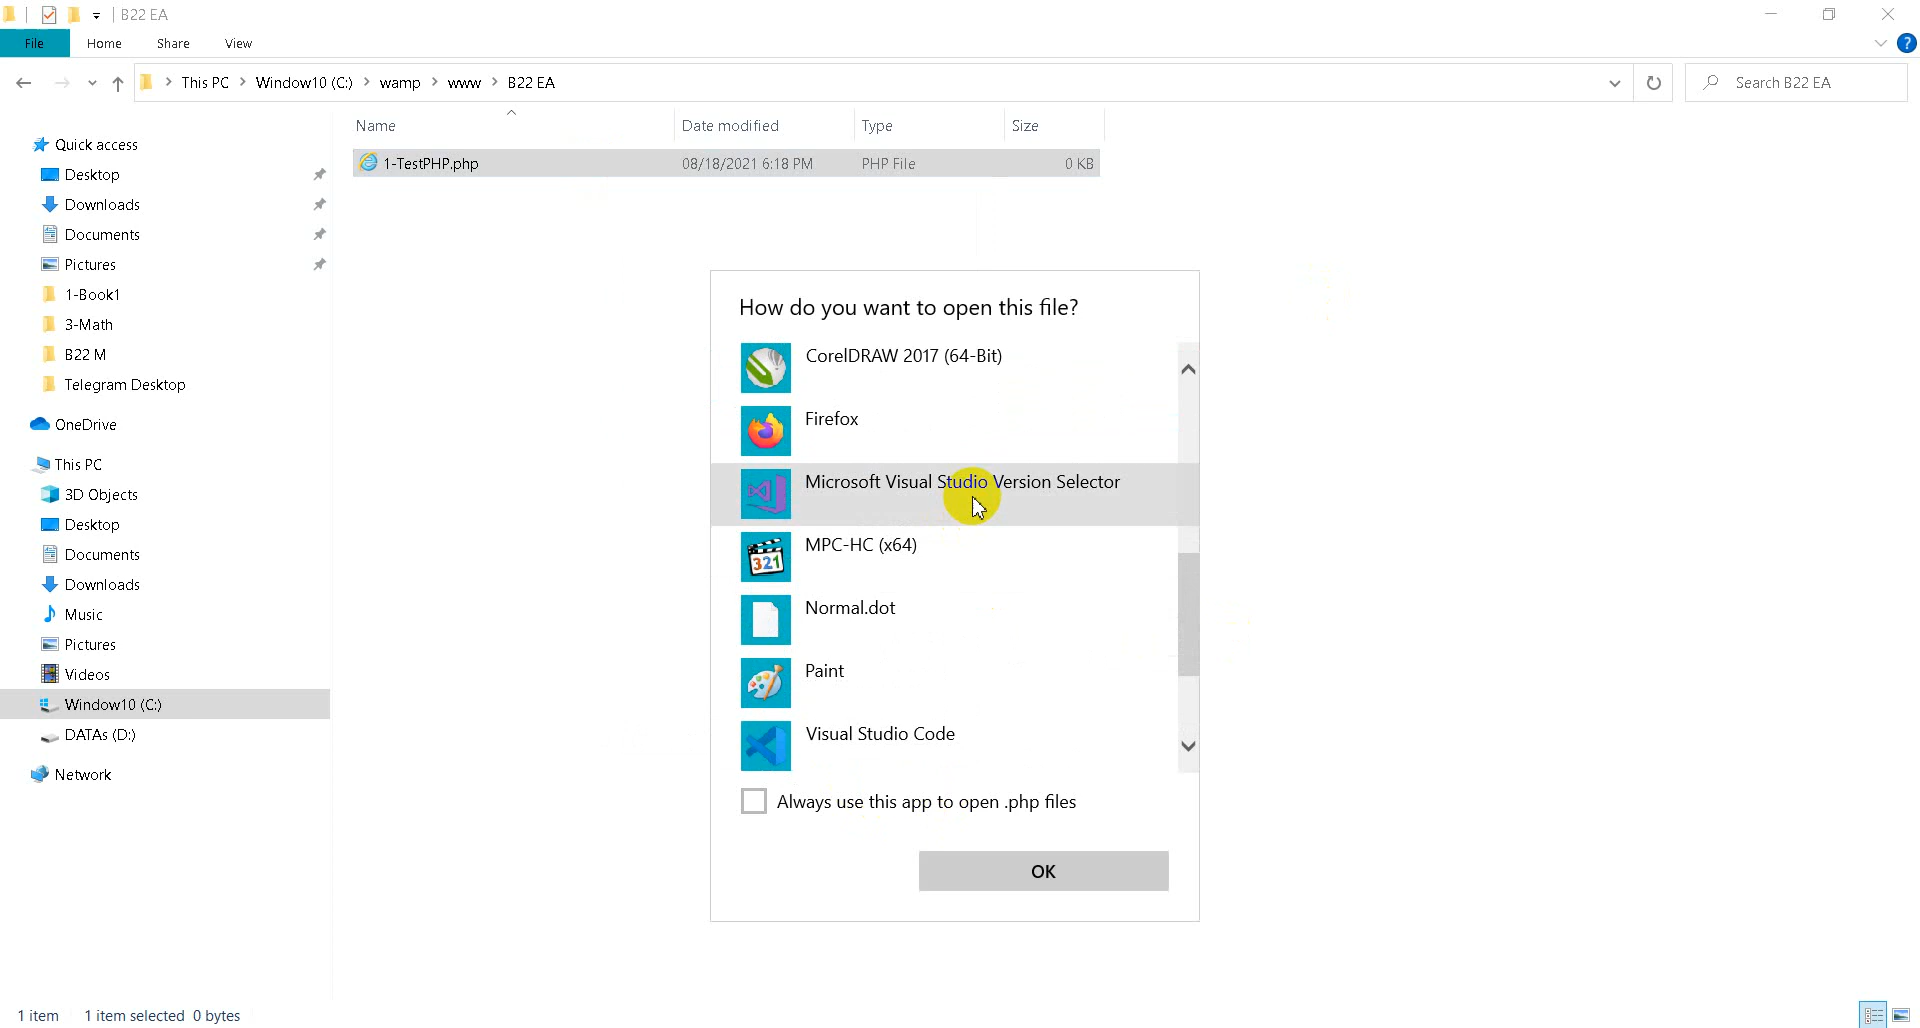 B22 EA
File Home Share View
This PC > Window10 (C:) > wamp > www > B22 EA
Search B22 EA
Name Date modified Type Size
1-TestPHP.php 08/18/2021 6:18 PM PHP File 0 KB
Quick access
Desktop
Downloads
Documents
Pictures
1-Book1
3-Math
B22 M
Telegram Desktop
OneDrive
This PC
3D Objects
Desktop
Documents
Downloads
Music
Pictures
Videos
Window10 (C:)
DATAs (D:)
Network
How do you want to open this file?
CorelDRAW 2017 (64-Bit)
Firefox
Microsoft Visual Studio Version Selector
MPC-HC (x64)
321
Normal.dot
Paint
Visual Studio Code
Always use this app to open .php files
OK
1 item 1 item selected 0 bytes